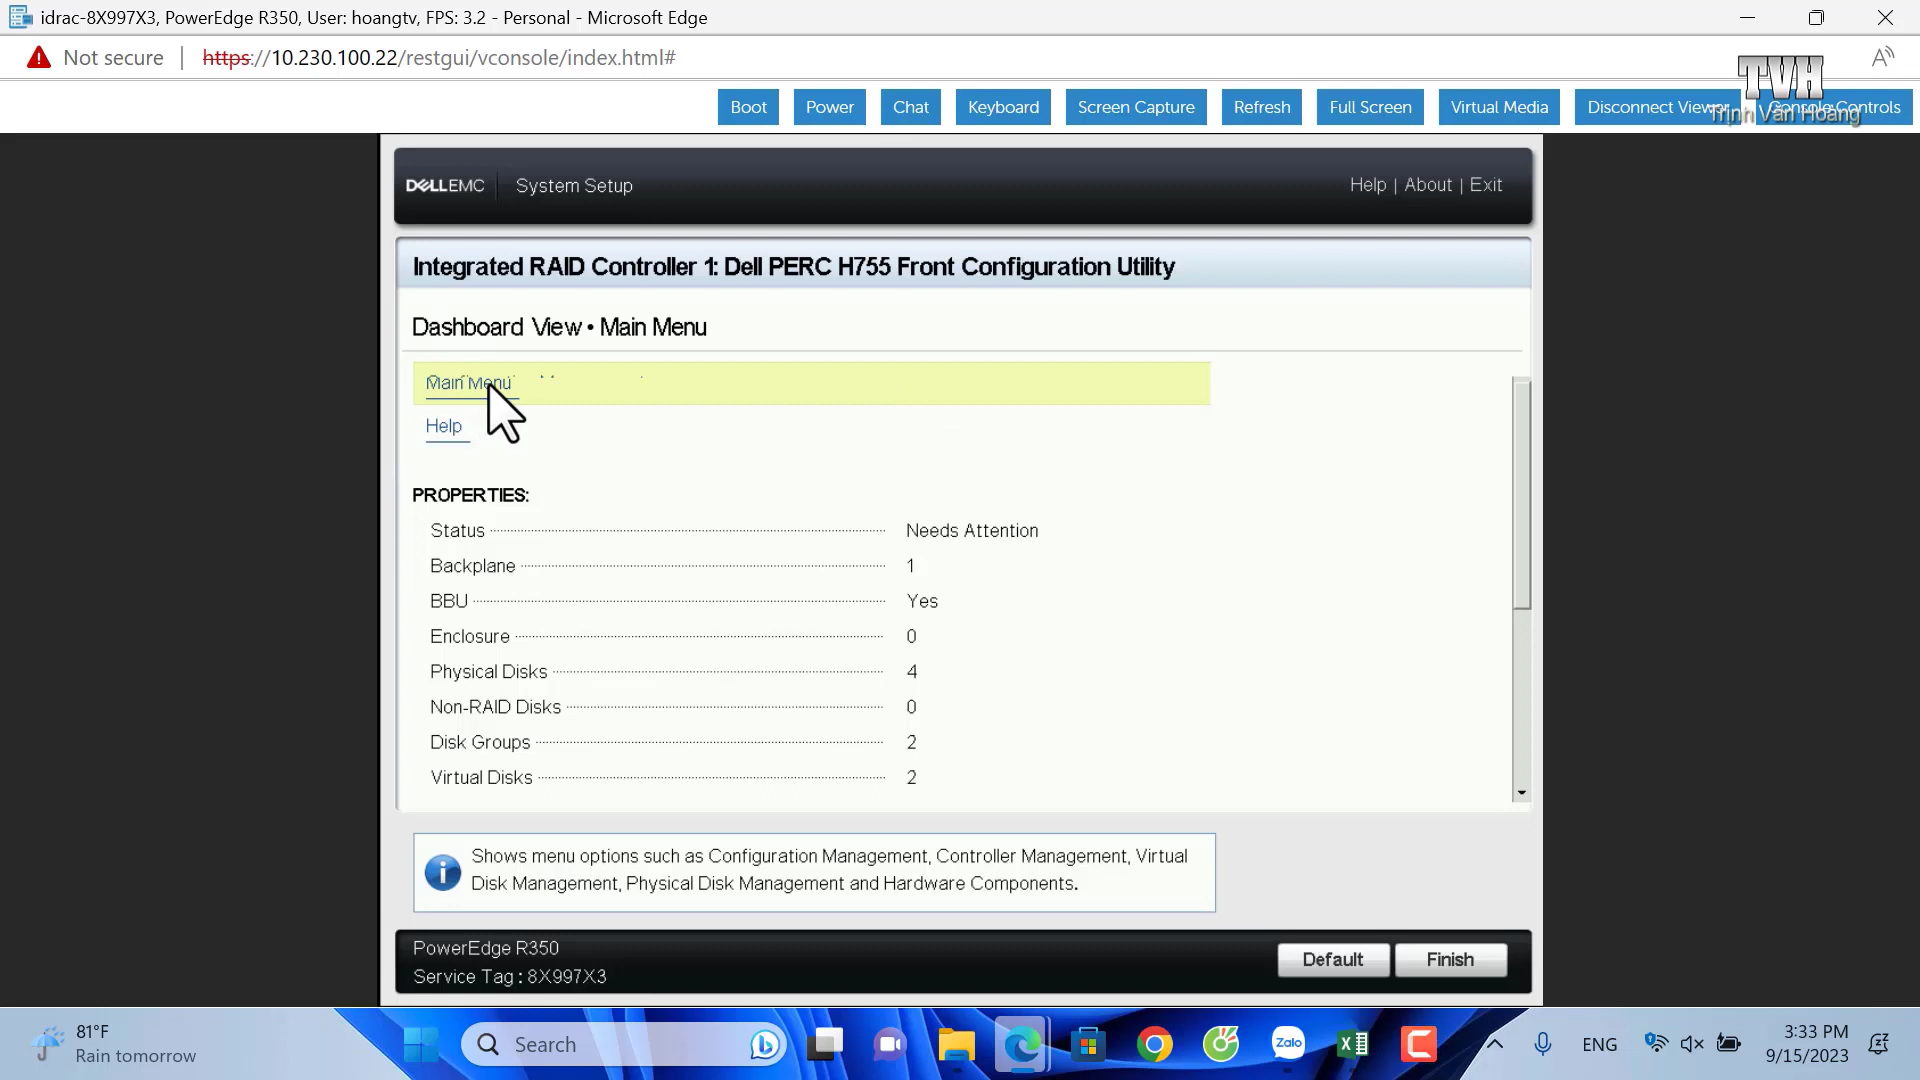 idrac-8X997X3, PowerEdge R350, User: hoangtv, FPS: 3.2 - Personal - Microsoft Edge
Not secure | https://10.230.100.22/restgui/vconsole/index.html#
TVH
Trịnh Văn Hoàng
Boot Power Chat Keyboard Screen Capture Refresh Full Screen Virtual Media Disconnect Viewer Console Controls
DELLEMC System Setup Help | About | Exit
Integrated RAID Controller 1: Dell PERC H755 Front Configuration Utility
Dashboard View • Main Menu
Main Menu
Help
PROPERTIES:
Status Needs Attention
Backplane 1
BBU Yes
Enclosure 0
Physical Disks 4
Non-RAID Disks 0
Disk Groups 2
Virtual Disks 2
Shows menu options such as Configuration Management, Controller Management, Virtual
Disk Management, Physical Disk Management and Hardware Components.
PowerEdge R350
Service Tag : 8X997X3
Default Finish
81°F
Rain tomorrow
Search
Zalo
ENG
3:33 PM
9/15/2023